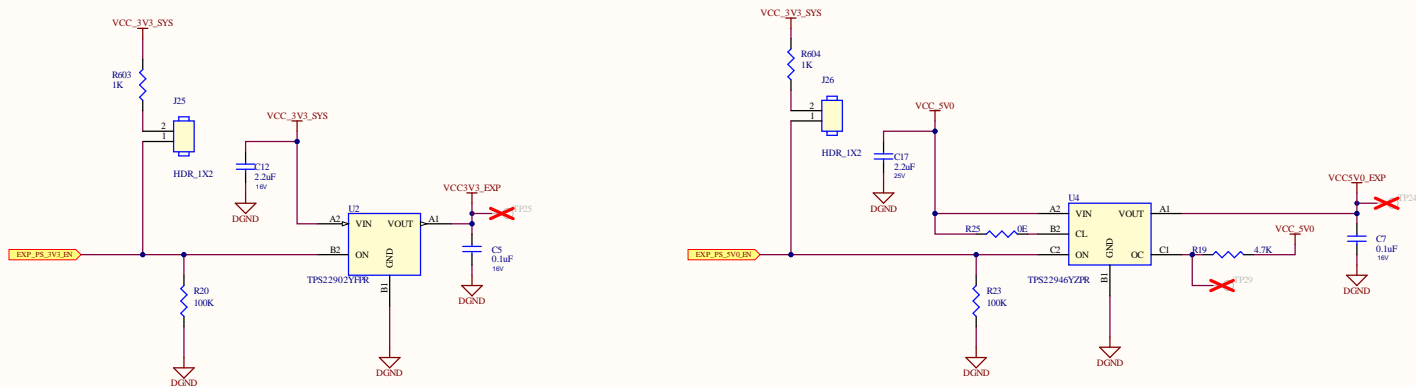 VCC_3V3_SYS
R603
1K
J25
2
1
HDR_1X2
VCC_3V3_SYS
C12
2.2uF
16V
DGND
VCC3V3_EXP
TP25
U2
A2
VIN
VOUT
A1
B2
ON
GND
B1
TPS22902YFPR
C5
0.1uF
16V
DGND
EXP_PS_3V3_EN
R20
100K
DGND
DGND
VCC_3V3_SYS
R604
1K
J26
2
1
HDR_1X2
VCC_5V0
C17
2.2uF
25V
DGND
VCC5V0_EXP
TP24
U4
A2
VIN
VOUT
A1
R25
0E
B2
CL
C2
ON
GND
OC
C1
B1
TPS22946YZPR
R19
4.7K
VCC_5V0
TP29
C7
0.1uF
16V
DGND
EXP_PS_5V0_EN
R23
100K
DGND
DGND